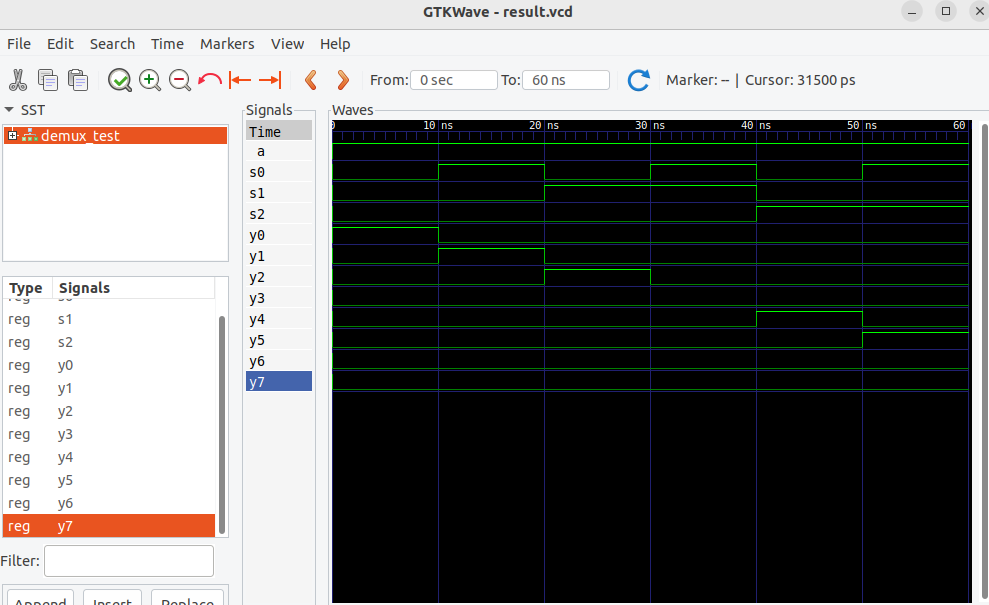 GTKWave - result.vcd
File Edit Search Time Markers View Help
From: 0 sec To: 60 ns Marker: -- | Cursor: 31500 ps
SST
demux_test
Type Signals
reg s0
reg s1
reg s2
reg y0
reg y1
reg y2
reg y3
reg y4
reg y5
reg y6
reg y7
Filter:
Append Insert Replace
Signals
Time
a
s0
s1
s2
y0
y1
y2
y3
y4
y5
y6
y7
Waves
0 10 ns 20 ns 30 ns 40 ns 50 ns 60